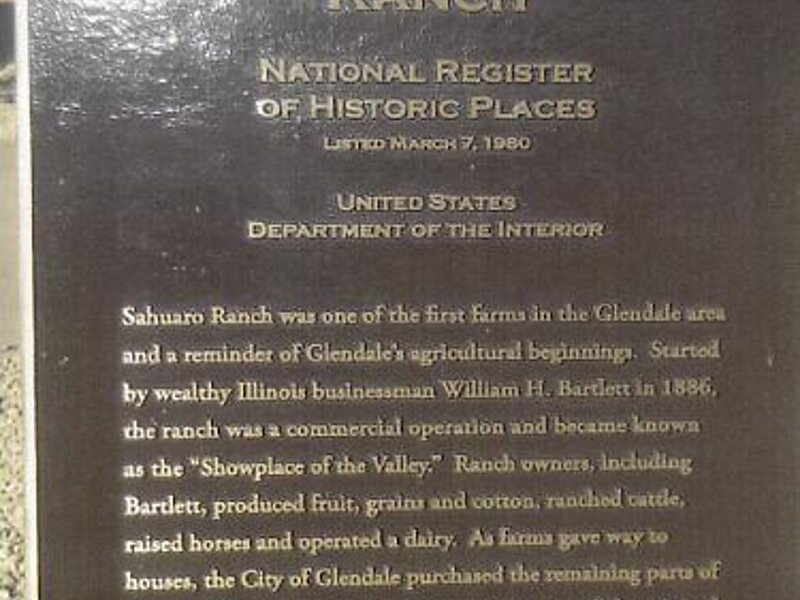 RANCH
NATIONAL REGISTER
OF HISTORIC PLACES
LISTED MARCH 7, 1980
UNITED STATES
DEPARTMENT OF THE INTERIOR
Sahuaro Ranch was one of the first farms in the Glendale area
and a reminder of Glendale's agricultural beginnings. Started
by wealthy Illinois businessman William H. Bartlett in 1886,
the ranch was a commercial operation and became known
as the "Showplace of the Valley." Ranch owners, including
Bartlett, produced fruit, grains and cotton, ranched cattle,
raised horses and operated a dairy. As farms gave way to
houses, the City of Glendale purchased the remaining parts of